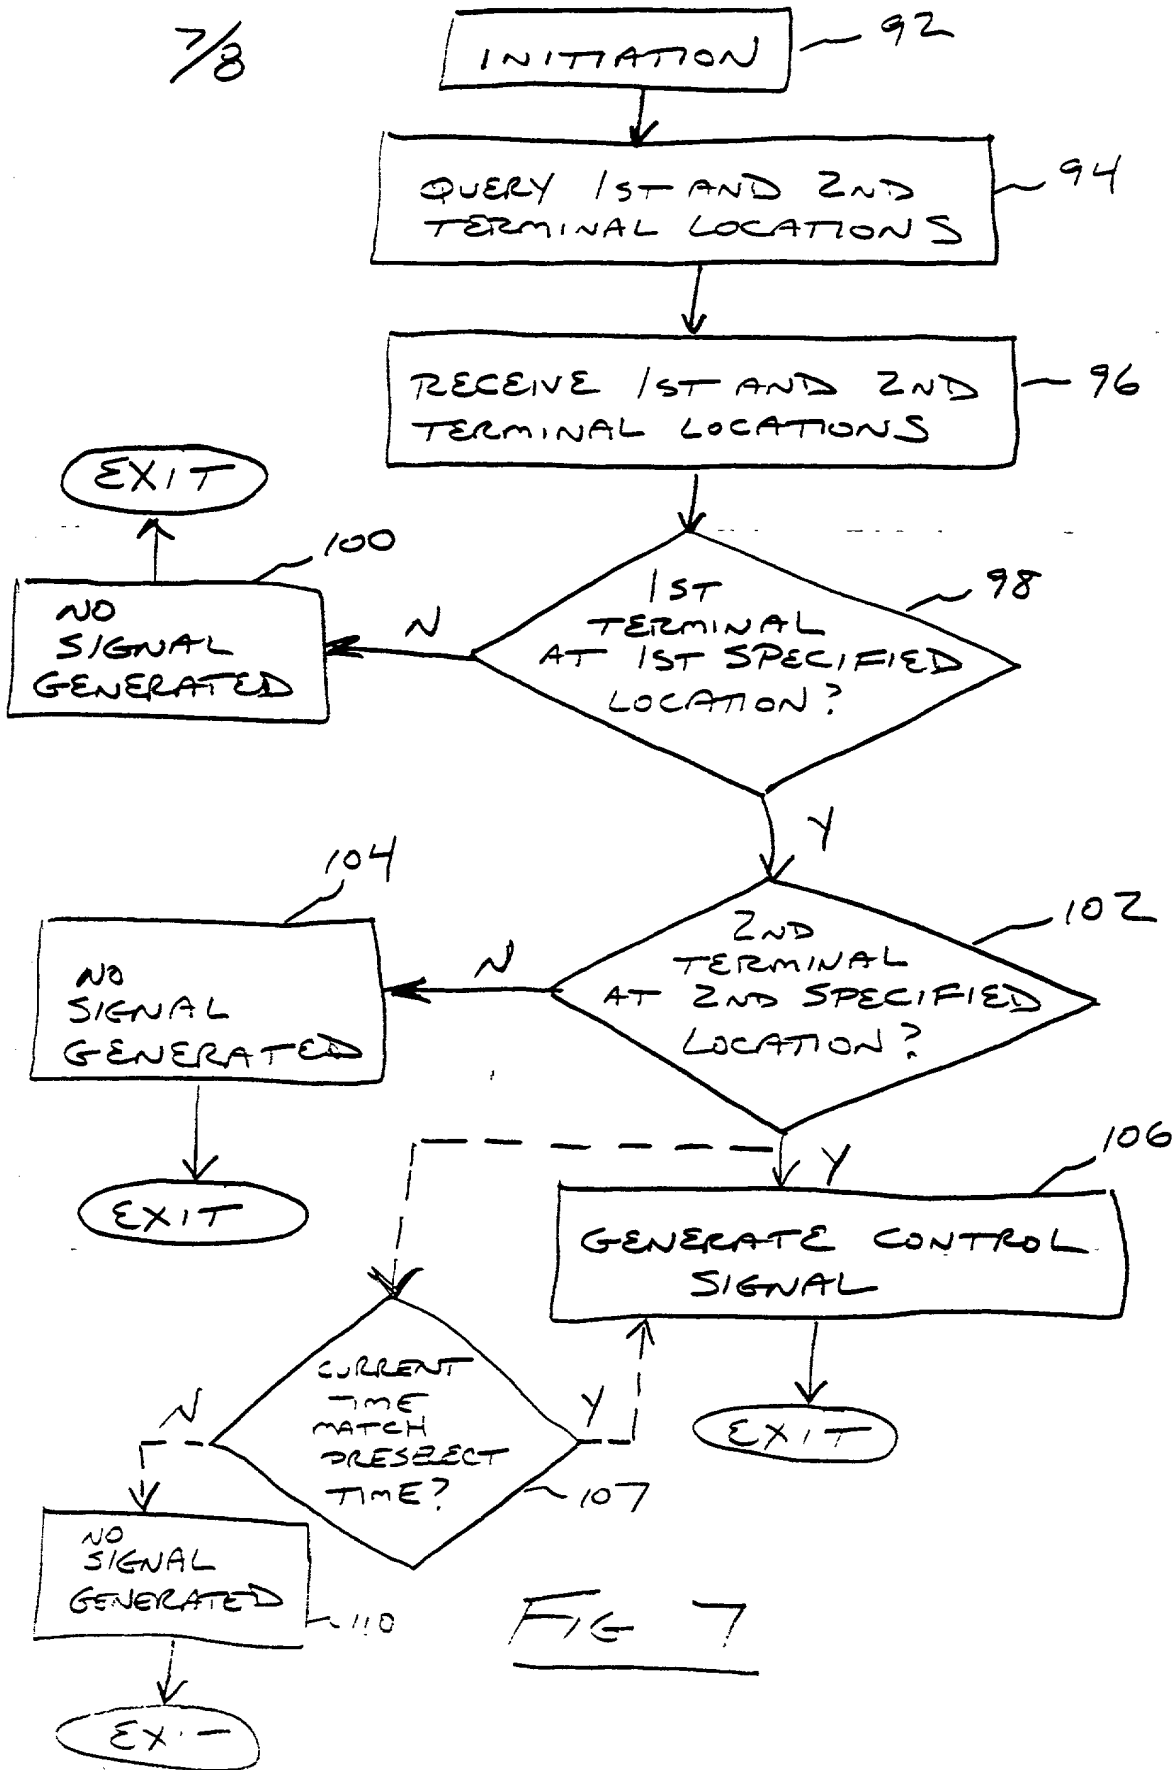 7/8
INITIATION
92
QUERY 1ST AND 2ND
TERMINAL LOCATIONS
94
RECEIVE 1ST AND 2ND
TERMINAL LOCATIONS
96
EXIT
100
NO
SIGNAL
GENERATED
N
1ST
TERMINAL
AT 1ST SPECIFIED
LOCATION?
98
Y
104
NO
SIGNAL
GENERATED
N
2ND
TERMINAL
AT 2ND SPECIFIED
LOCATION?
102
EXIT
Y
106
GENERATE CONTROL
SIGNAL
CURRENT
TIME
MATCH
PRESELECT
TIME?
N
Y
107
EXIT
NO
SIGNAL
GENERATED
110
EXIT
FIG 7